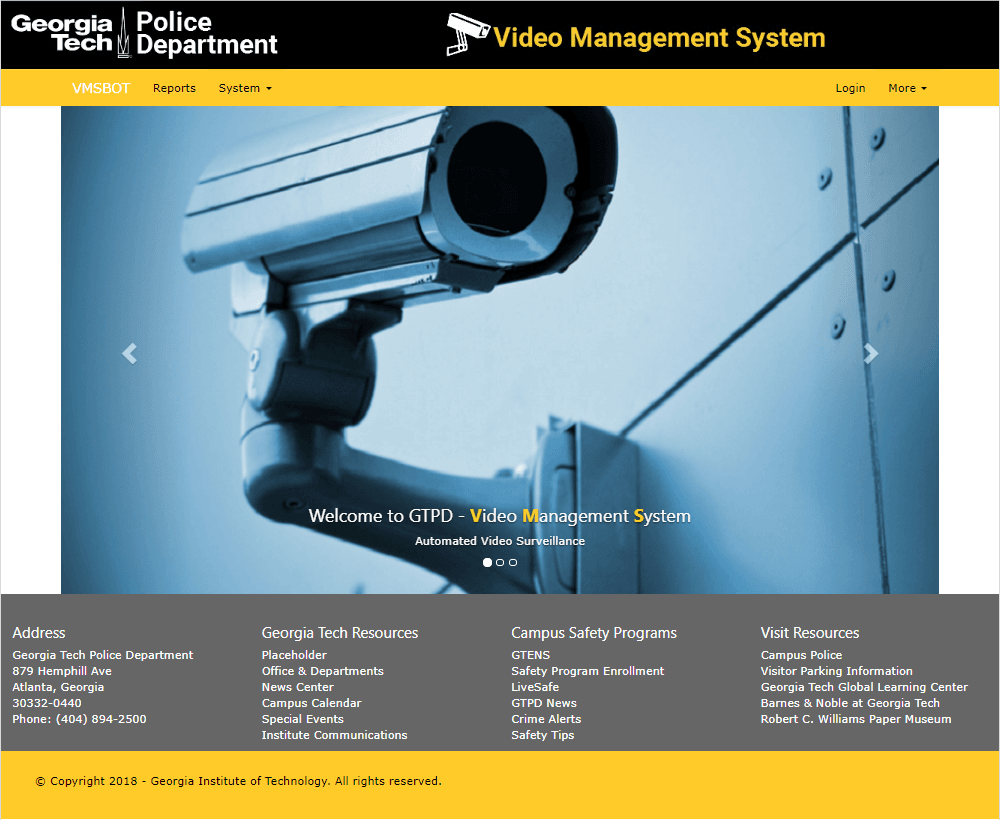 Georgia Tech
Police Department
Video Management System
VMSBOT Reports System Login More
Welcome to GTPD - Video Management System
Automated Video Surveillance
Address
Georgia Tech Police Department
879 Hemphill Ave
Atlanta, Georgia
30332-0440
Phone: (404) 894-2500
Georgia Tech Resources
Placeholder
Office & Departments
News Center
Campus Calendar
Special Events
Institute Communications
Campus Safety Programs
GTENS
Safety Program Enrollment
LiveSafe
GTPD News
Crime Alerts
Safety Tips
Visit Resources
Campus Police
Visitor Parking Information
Georgia Tech Global Learning Center
Barnes & Noble at Georgia Tech
Robert C. Williams Paper Museum
© Copyright 2018 - Georgia Institute of Technology. All rights reserved.